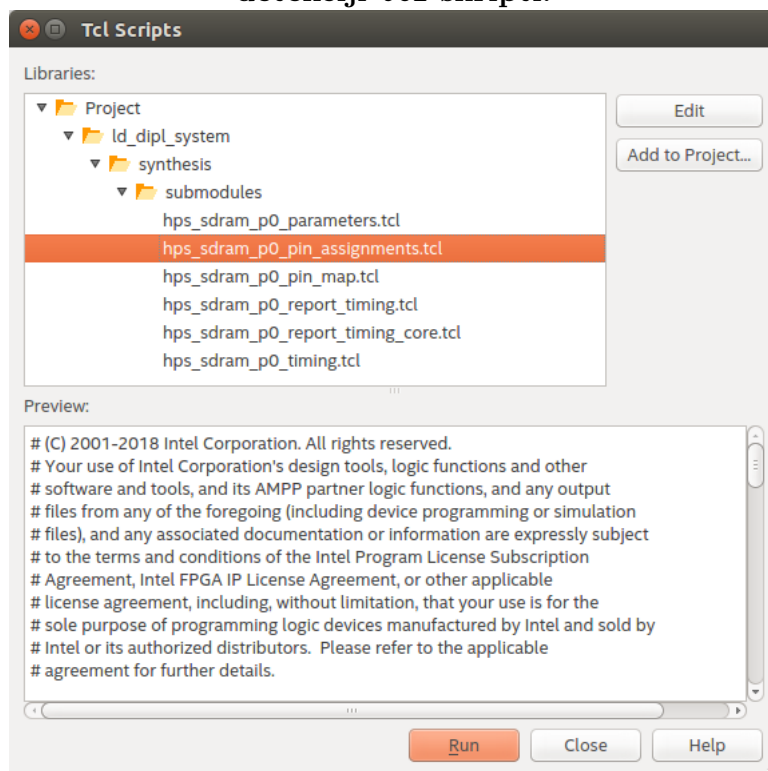 Tcl Scripts
Libraries:
Project
ld_dipl_system
synthesis
submodules
hps_sdram_p0_parameters.tcl
hps_sdram_p0_pin_assignments.tcl
hps_sdram_p0_pin_map.tcl
hps_sdram_p0_report_timing.tcl
hps_sdram_p0_report_timing_core.tcl
hps_sdram_p0_timing.tcl
Edit
Add to Project...
Preview:
# (C) 2001-2018 Intel Corporation. All rights reserved.
# Your use of Intel Corporation's design tools, logic functions and other
# software and tools, and its AMPP partner logic functions, and any output
# files from any of the foregoing (including device programming or simulation
# files), and any associated documentation or information are expressly subject
# to the terms and conditions of the Intel Program License Subscription
# Agreement, Intel FPGA IP License Agreement, or other applicable
# license agreement, including, without limitation, that your use is for the
# sole purpose of programming logic devices manufactured by Intel and sold by
# Intel or its authorized distributors.  Please refer to the applicable
# agreement for further details.
Run
Close
Help